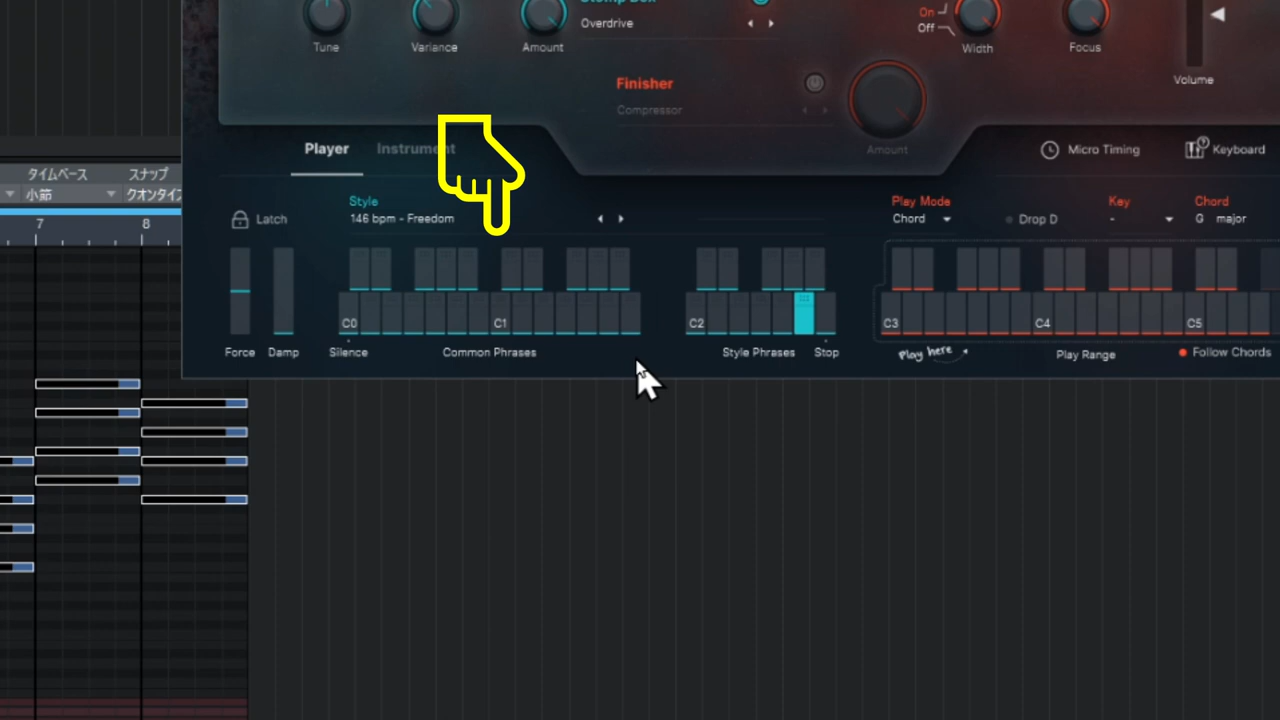 Stomp Box
Overdrive
On
Off
Tune
Variance
Amount
Width
Focus
Volume
Finisher
Compressor
Amount
Player
Instrument
Micro Timing
Keyboard
タイムベース
スナップ
小節
クオンタイズ
7
8
Latch
Style
146 bpm - Freedom
Play Mode
Chord
Drop D
Key
-
Chord
G major
C0
C1
C2
C3
C4
C5
Force
Damp
Silence
Common Phrases
Style Phrases
Stop
Play here
Play Range
Follow Chords